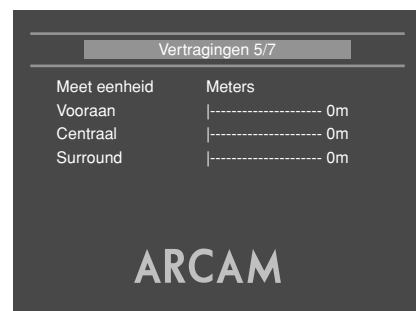 Vertragingen 5/7
Meet eenheid Meters
Vooraan |--------------------- 0m
Centraal |--------------------- 0m
Surround |--------------------- 0m
ARCAM